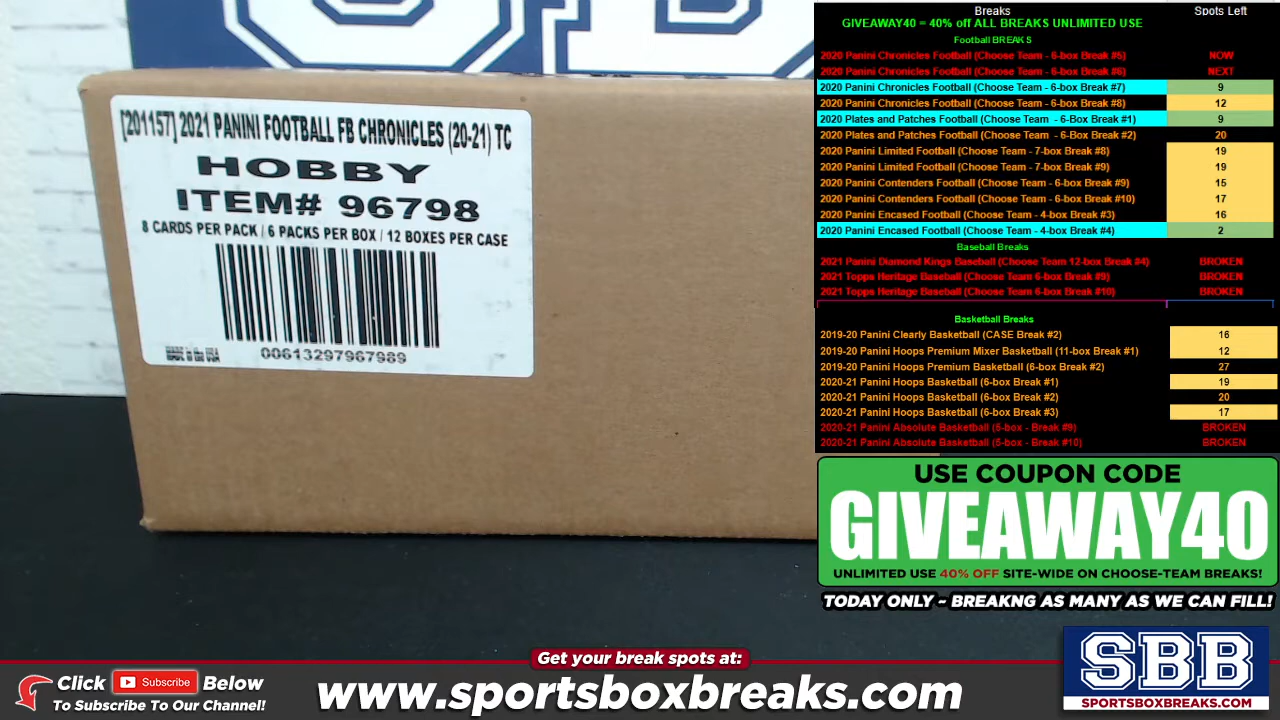 [201157] 2021 PANINI FOOTBALL FB CHRONICLES (20-21) TC
HOBBY
ITEM# 96798
8 CARDS PER PACK / 6 PACKS PER BOX / 12 BOXES PER CASE
MADE in the USA 00613297967989
Breaks Spots Left
GIVEAWAY40 = 40% off ALL BREAKS UNLIMITED USE
Football BREAKS
2020 Panini Chronicles Football (Choose Team - 6-box Break #5) NOW
2020 Panini Chronicles Football (Choose Team - 6-box Break #6) NEXT
2020 Panini Chronicles Football (Choose Team - 6-box Break #7) 9
2020 Panini Chronicles Football (Choose Team - 6-box Break #8) 12
2020 Plates and Patches Football (Choose Team - 6-Box Break #1) 9
2020 Plates and Patches Football (Choose Team - 6-Box Break #2) 20
2020 Panini Limited Football (Choose Team - 7-box Break #8) 19
2020 Panini Limited Football (Choose Team - 7-box Break #9) 19
2020 Panini Contenders Football (Choose Team - 6-box Break #9) 15
2020 Panini Contenders Football (Choose Team - 6-box Break #10) 17
2020 Panini Encased Football (Choose Team - 4-box Break #3) 16
2020 Panini Encased Football (Choose Team - 4-box Break #4) 2
Baseball Breaks
2021 Panini Diamond Kings Baseball (Choose Team 12-box Break #4) BROKEN
2021 Topps Heritage Baseball (Choose Team 6-box Break #9) BROKEN
2021 Topps Heritage Baseball (Choose Team 6-box Break #10) BROKEN
Basketball Breaks
2019-20 Panini Clearly Basketball (CASE Break #2) 16
2019-20 Panini Hoops Premium Mixer Basketball (11-box Break #1) 12
2019-20 Panini Hoops Premium Basketball (6-box Break #2) 27
2020-21 Panini Hoops Basketball (6-box Break #1) 19
2020-21 Panini Hoops Basketball (6-box Break #2) 20
2020-21 Panini Hoops Basketball (6-box Break #3) 17
2020-21 Panini Absolute Basketball (5-box - Break #9) BROKEN
2020-21 Panini Absolute Basketball (5-box - Break #10) BROKEN
USE COUPON CODE
GIVEAWAY40
UNLIMITED USE 40% OFF SITE-WIDE ON CHOOSE-TEAM BREAKS!
TODAY ONLY ~ BREAKNG AS MANY AS WE CAN FILL!
Get your break spots at:
Click Subscribe Below
To Subscribe To Our Channel!
www.sportsboxbreaks.com
SBB
SPORTSBOXBREAKS.COM